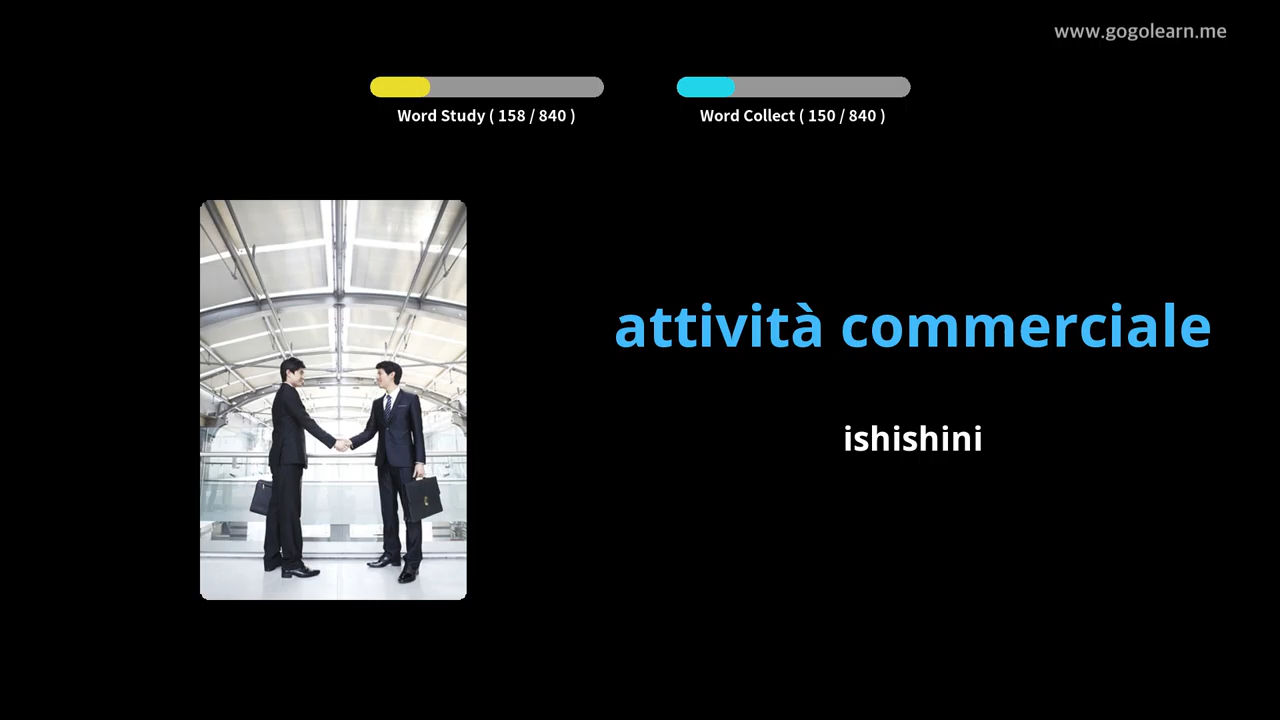 www.gogolearn.me
Word Study ( 158 / 840 )
Word Collect ( 150 / 840 )
attività commerciale
ishishini